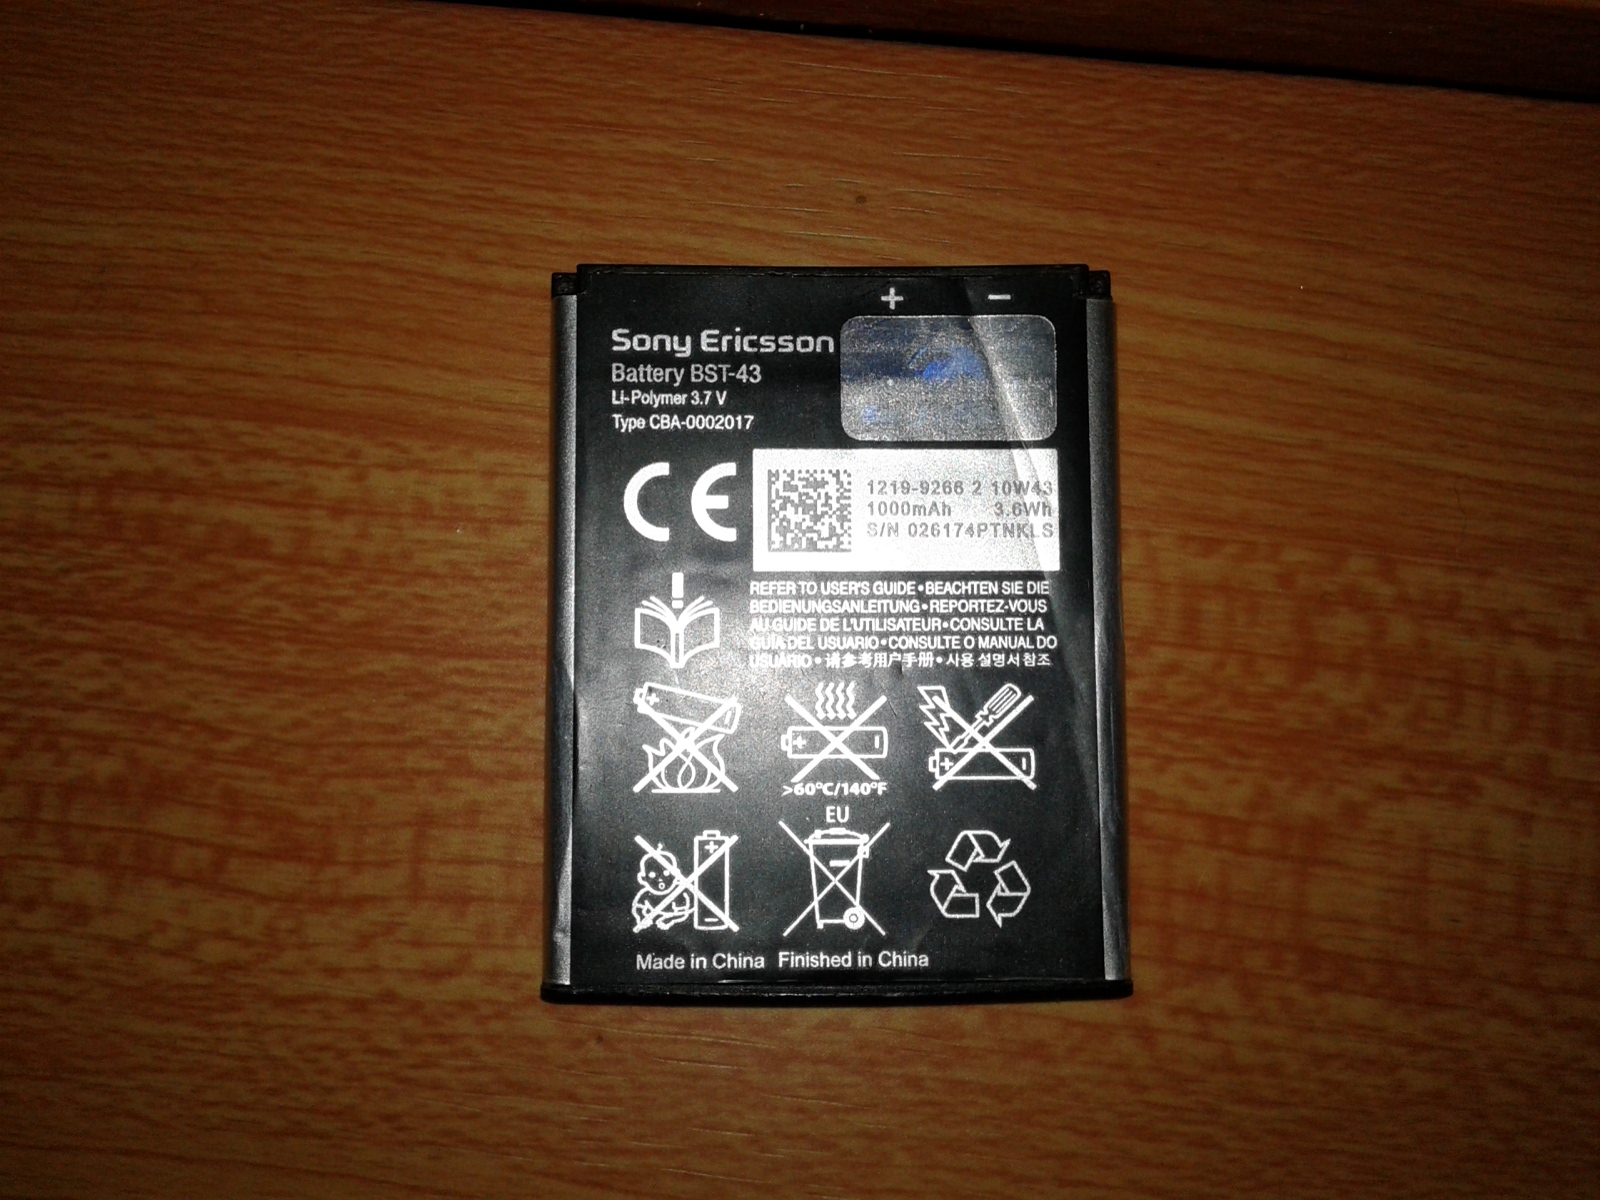 + −
Sony Ericsson
Battery BST-43
Li-Polymer 3.7 V
Type CBA-0002017
CE
1219-9266 2 10W43
1000mAh 3.6Wh
S/N 026174PTNKLS
REFER TO USER'S GUIDE•BEACHTEN SIE DIE
BEDIENUNGSANLEITUNG•REPORTEZ-VOUS
AU GUIDE DE L'UTILISATEUR•CONSULTE LA
GUÍA DEL USUARIO•CONSULTE O MANUAL DO
USUÁRIO•请参考用户手册•사용 설명서 참조
>60ºC/140ºF
EU
Made in China Finished in China